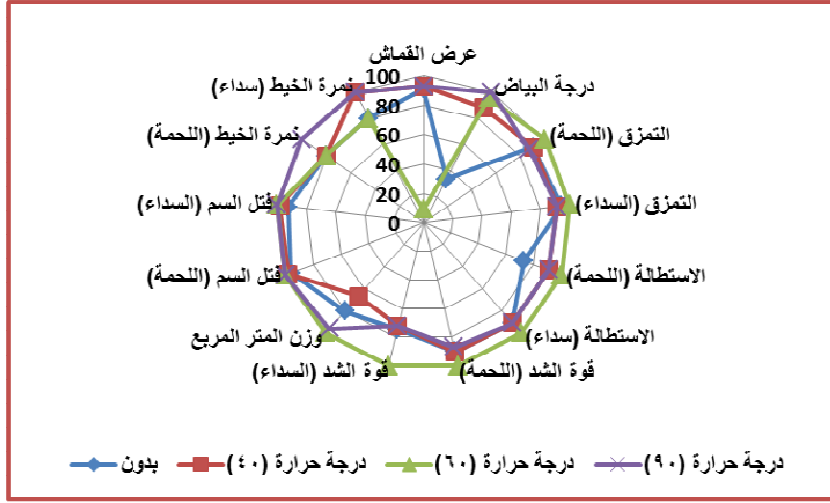 عرض القماش
درجة البياض
التمزق (اللحمة)
التمزق (السداء)
الاستطالة (اللحمة)
الاستطالة (سداء)
قوة الشد (اللحمة)
قوة الشد (السداء)
وزن المتر المربع
فتل السم (اللحمة)
فتل السم (السداء)
نمرة الخيط (اللحمة)
نمرة الخيط (سداء)
100
80
60
40
20
0
بدون
درجة حرارة (٤٠)
درجة حرارة (٦٠)
درجة حرارة (٩٠)